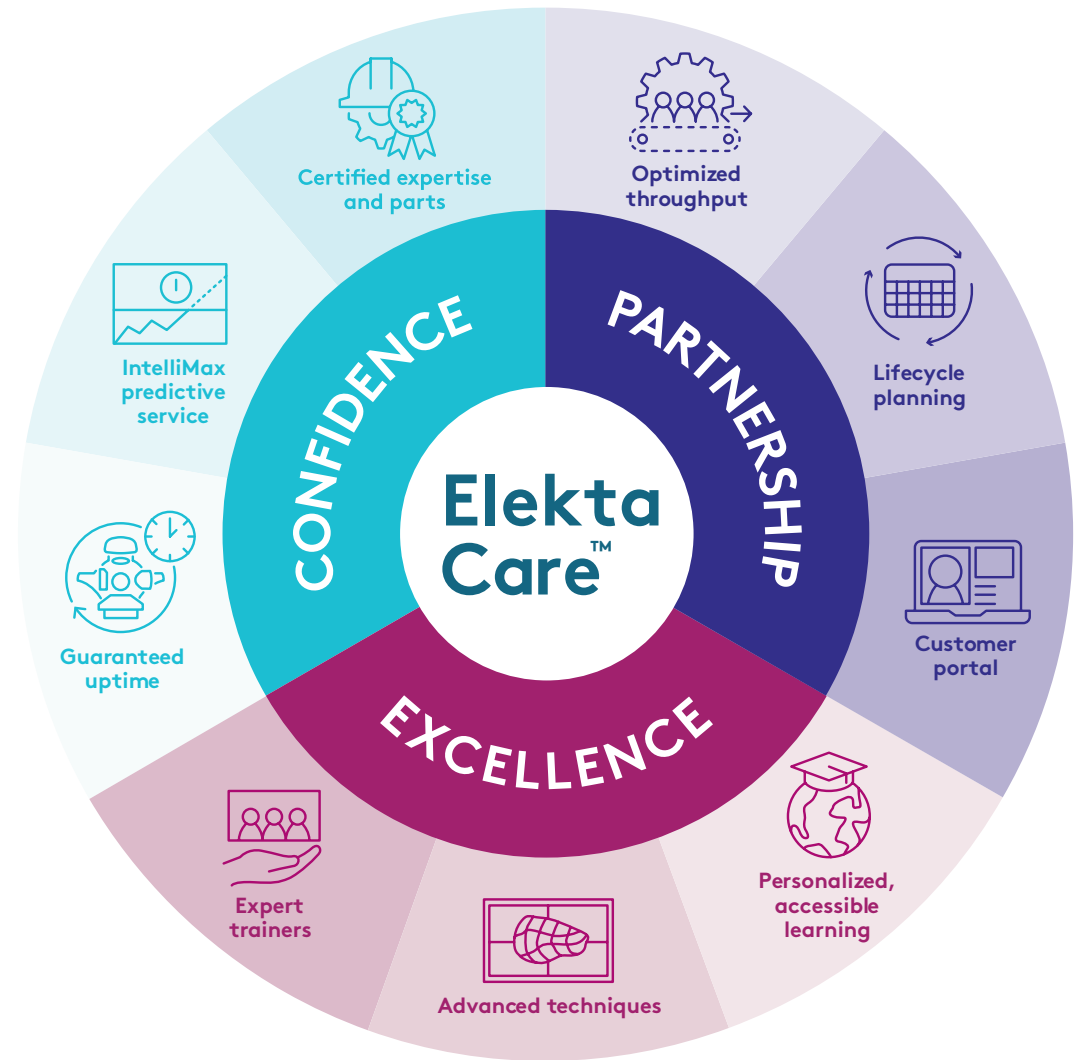 Certified expertise
and parts
Optimized
throughput
IntelliMax
predictive
service
Lifecycle
planning
CONFIDENCE
PARTNERSHIP
Elekta
Care™
Guaranteed
uptime
Customer
portal
EXCELLENCE
Expert
trainers
Advanced techniques
Personalized,
accessible
learning